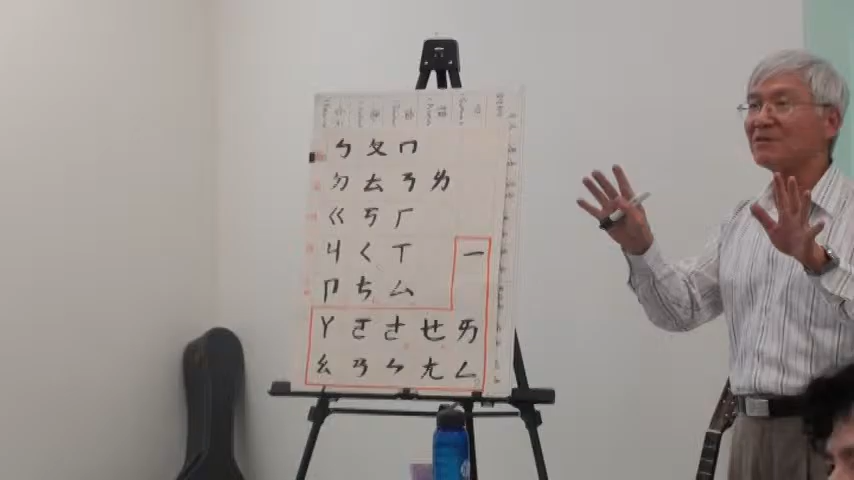 ㄅ ㄆ ㄇ
ㄉ ㄊ ㄋ ㄌ
ㄍ ㄎ ㄏ
ㄐ ㄑ ㄒ ㄧ
ㄗ ㄘ ㄙ
ㄚ ㄛ ㄜ ㄝ ㄞ
ㄠ ㄢ ㄣ ㄤ ㄥ